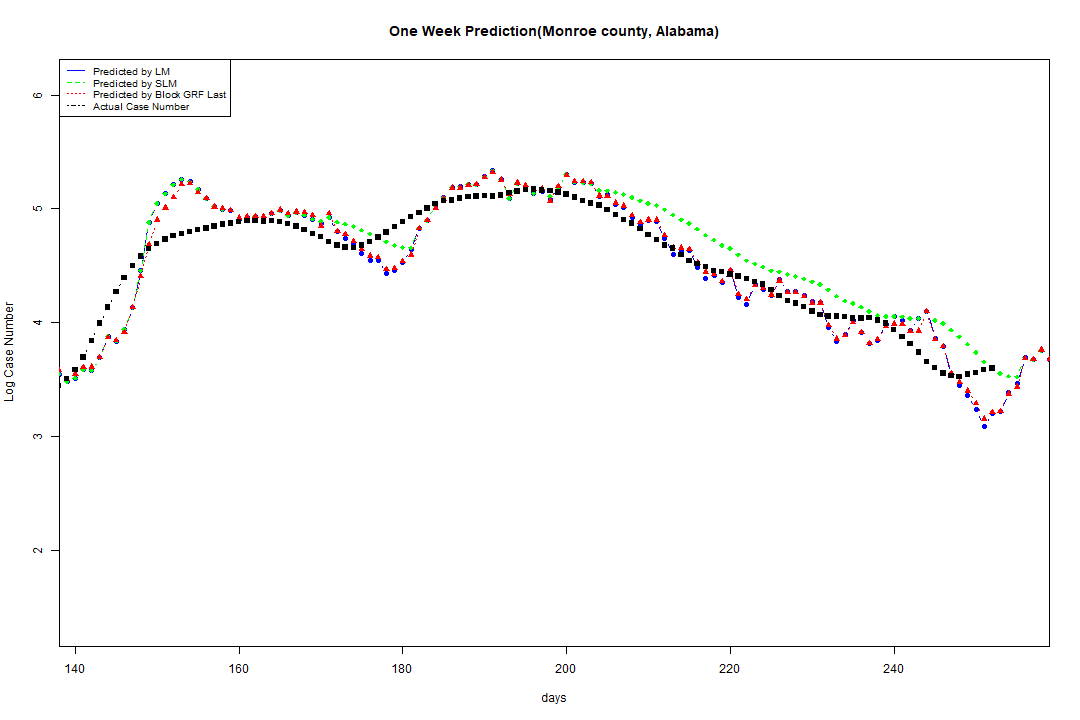 One Week Prediction(Monroe county, Alabama)
Predicted by LM
Predicted by SLM
Predicted by Block GRF Last
Actual Case Number
6
5
4
3
2
Log Case Number
140 160 180 200 220 240
days